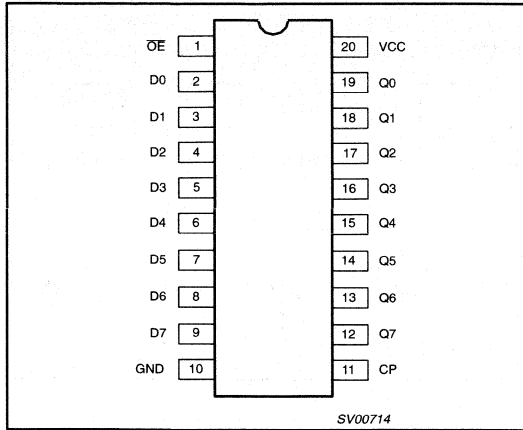 OE 1 20 VCC
D0 2 19 Q0
D1 3 18 Q1
D2 4 17 Q2
D3 5 16 Q3
D4 6 15 Q4
D5 7 14 Q5
D6 8 13 Q6
D7 9 12 Q7
GND 10 11 CP
SV00714